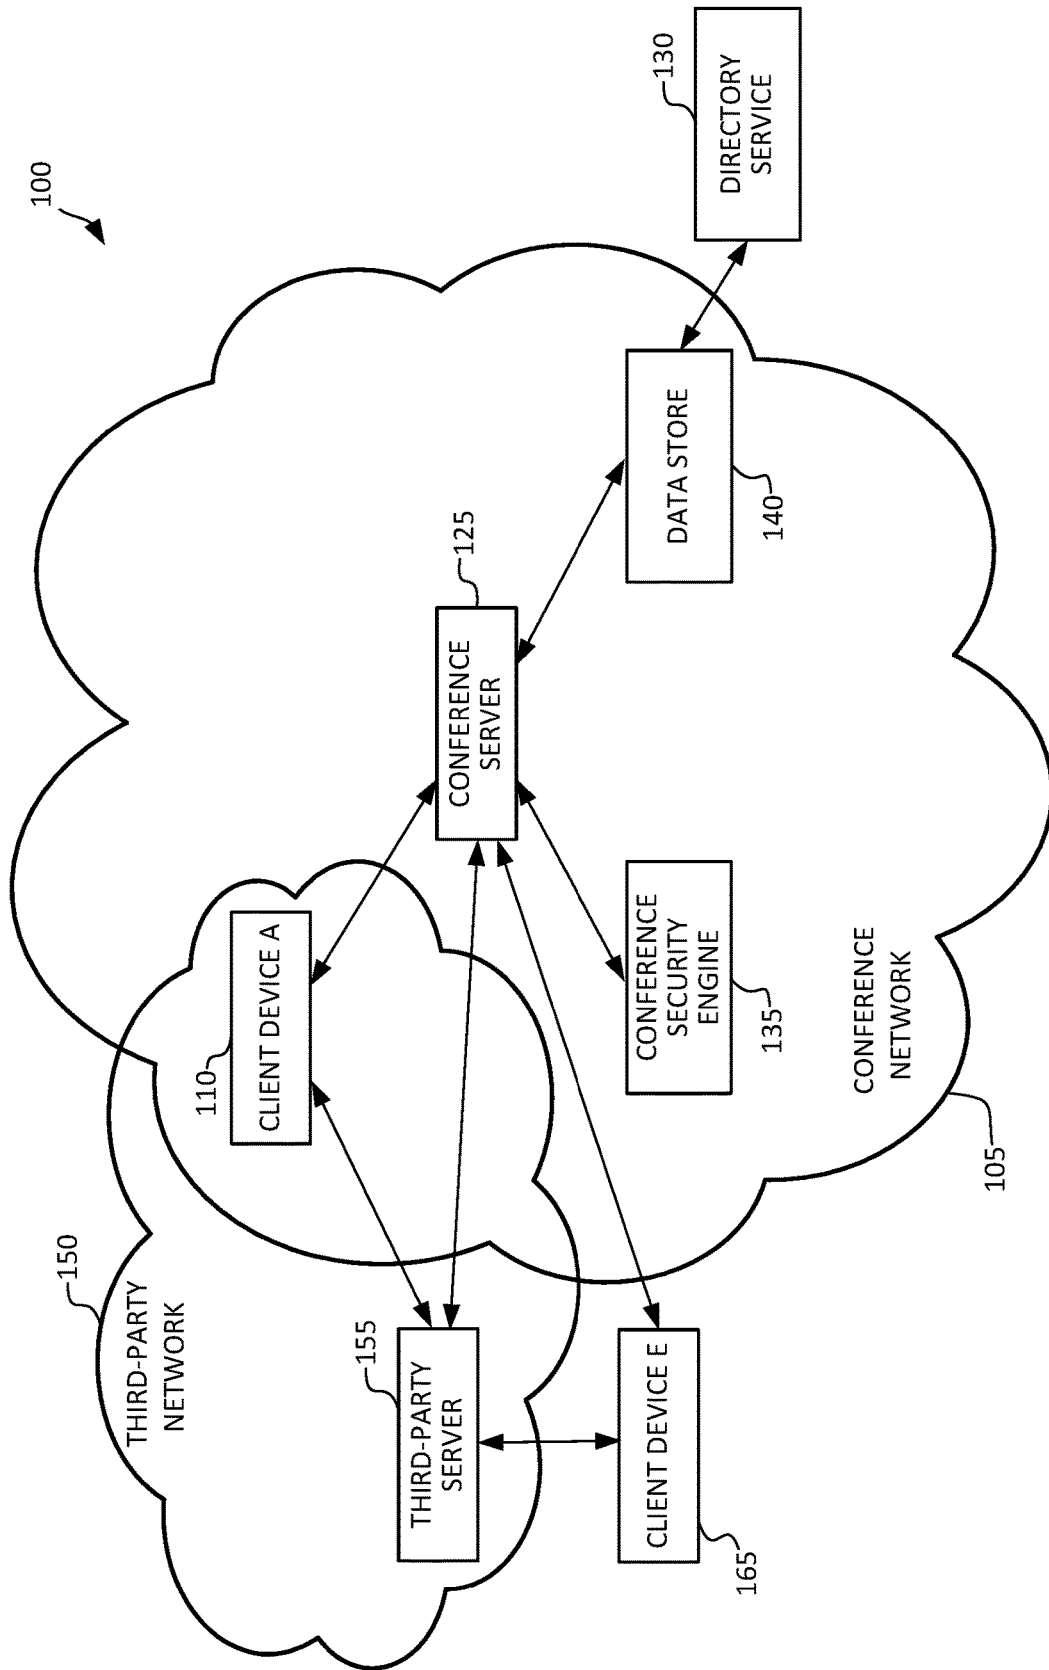 100
THIRD-PARTY
NETWORK
150
110
CLIENT DEVICE A
THIRD-PARTY
SERVER
155
CONFERENCE
SERVER
125
CLIENT DEVICE E
165
CONFERENCE
SECURITY
ENGINE
135
DATA STORE
140
DIRECTORY
SERVICE
130
CONFERENCE
NETWORK
105